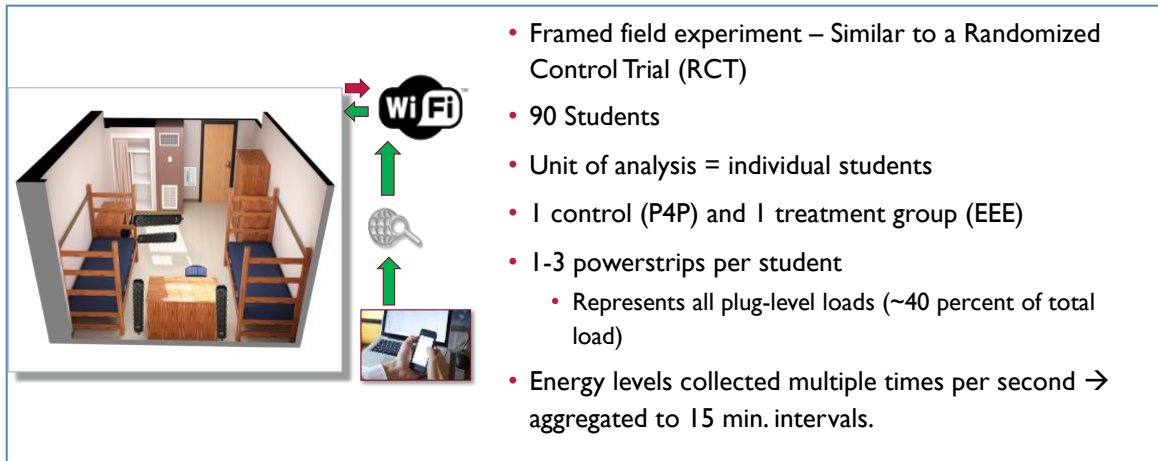 WiFi
™
• Framed field experiment – Similar to a Randomized
Control Trial (RCT)
• 90 Students
• Unit of analysis = individual students
• 1 control (P4P) and 1 treatment group (EEE)
• 1-3 powerstrips per student
• Represents all plug-level loads (~40 percent of total
load)
• Energy levels collected multiple times per second →
aggregated to 15 min. intervals.